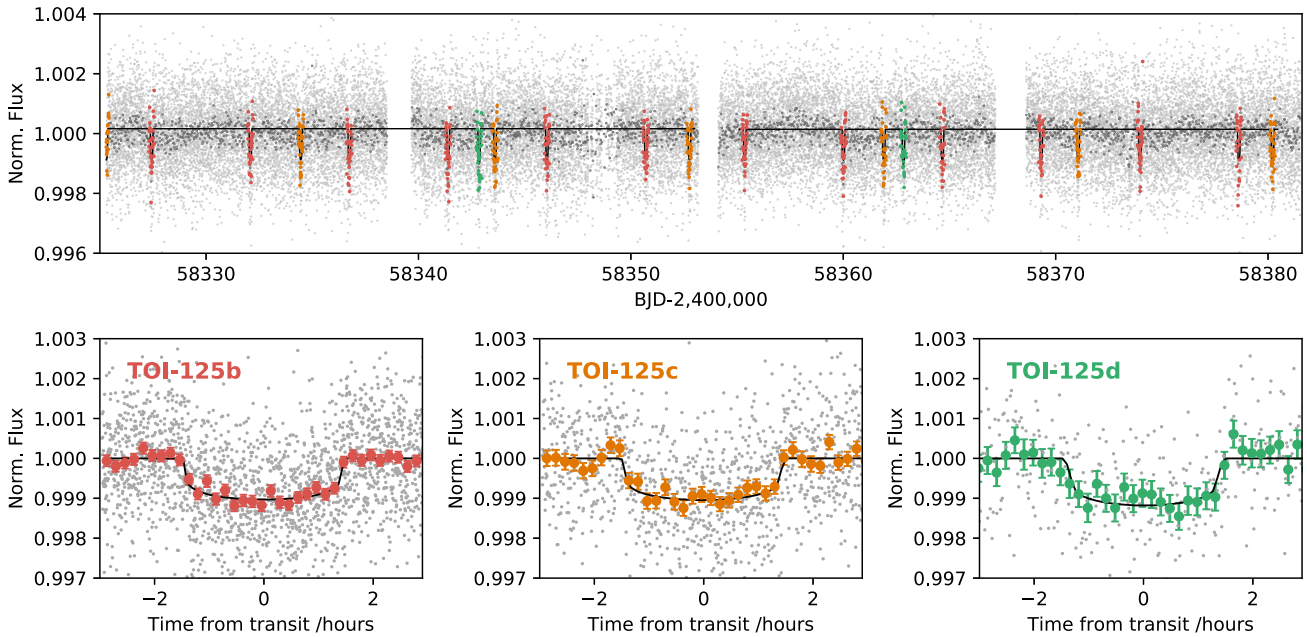 1.004
1.002
1.000
0.998
0.996
Norm. Flux
58330 58340 58350 58360 58370 58380
BJD-2,400,000
1.003
1.002
1.001
1.000
0.999
0.998
0.997
Norm. Flux
TOI-125b
−2 0 2
Time from transit /hours
1.003
1.002
1.001
1.000
0.999
0.998
0.997
Norm. Flux
TOI-125c
−2 0 2
Time from transit /hours
1.003
1.002
1.001
1.000
0.999
0.998
0.997
Norm. Flux
TOI-125d
−2 0 2
Time from transit /hours